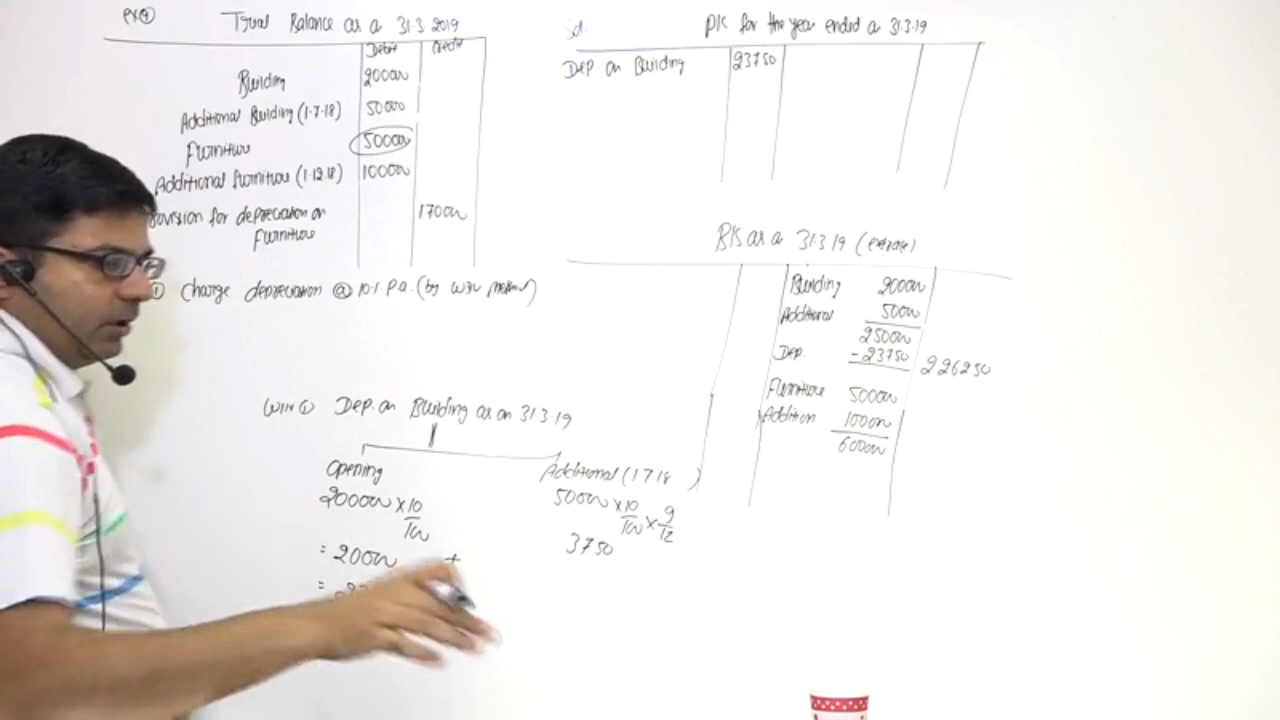 Trial Balance as on 31.3.2019
Debit Credit
Building 200000
Additional Building (1.7.18) 50000
Furniture 50000
Additional furniture (1.12.18) 10000
Provision for depreciation on 17000
Furniture
① Charge depreciation @ 10% p.a. (by WDV method)
WN ① Dep. on Building as on 31.3.19
Opening
200000 × 10/100
= 20000 +
=
Additional (1.7.18)
50000 × 10/100 × 9/12
3750
Sol.
P/L for the year ended on 31.3.19
Dep on Building 23750
B/S as on 31.3.19 (extract)
Building 200000
Additional 50000
250000
Dep. - 23750 226250
Furniture 50000
Addition 10000
60000